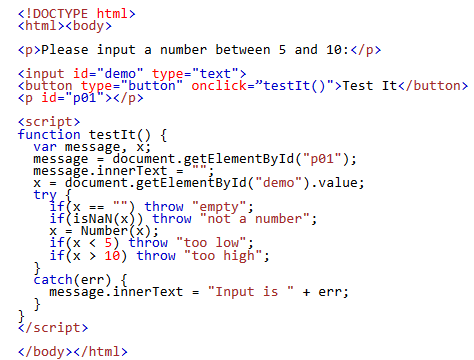 <!DOCTYPE html>
<html><body>
<p>Please input a number between 5 and 10:</p>
<input id="demo" type="text">
<button type="button" onclick=”testIt()">Test It</button>
<p id="p01"></p>
<script>
function testIt() {
  var message, x;
  message = document.getElementById("p01");
  message.innerText = "";
  x = document.getElementById("demo").value;
  try {
    if(x == "") throw "empty";
    if(isNaN(x)) throw "not a number";
    x = Number(x);
    if(x < 5) throw "too low";
    if(x > 10) throw "too high";
  }
  catch(err) {
    message.innerText = "Input is " + err;
  }
}
</script>
</body></html>